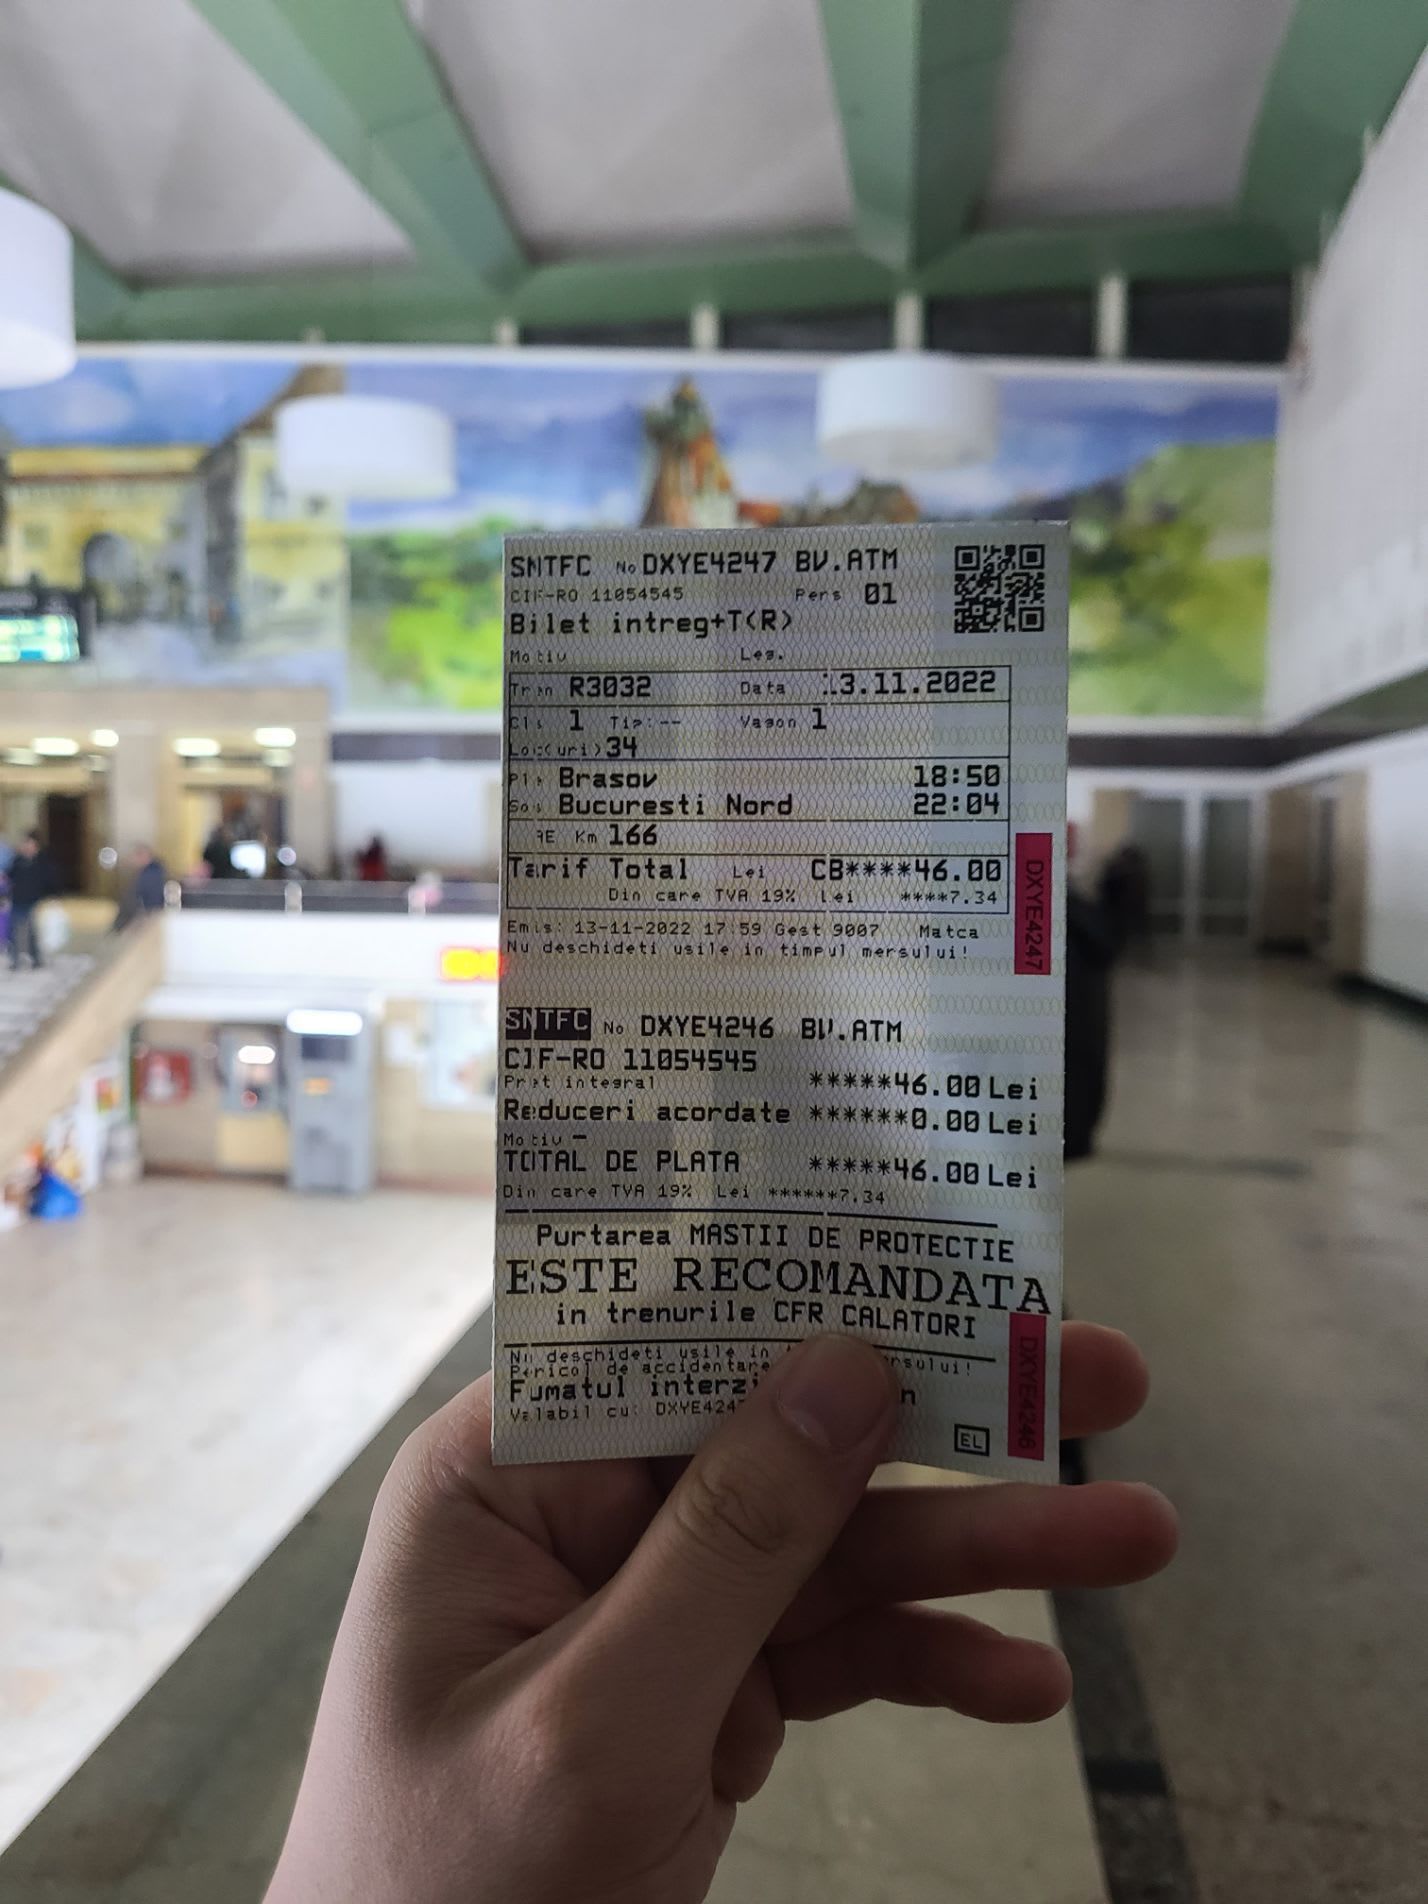 SNTFC No DXYE4247 BV.ATM
CIF-RO 11054545 Pers 01
Bilet intreg+T(R)
Motiv Leg.
Tren R3032 Data 13.11.2022
Cls 1 Tip:-- Vagon 1
Loc(uri) 34
Brasov 18:50
Bucuresti Nord 22:04
Km 166
Tarif Total Lei CB****46.00
Din care TVA 19% Lei ****7.34
Emis: 13-11-2022 17:59 Gest 9007 Matca
Nu deschideti usile in timpul mersului!
DXYE4247
SNTFC No DXYE4246 BV.ATM
CIF-RO 11054545
Pret integral *****46.00 Lei
Reduceri acordate ******0.00 Lei
Motiv -
TOTAL DE PLATA *****46.00 Lei
Din care TVA 19% Lei ******7.34
Purtarea MASTII DE PROTECTIE
ESTE RECOMANDATA
in trenurile CFR CALATORI
Nu deschideti usile in
Pericol de accidentare
Fumatul
Valabil cu:
EL
DXYE4246